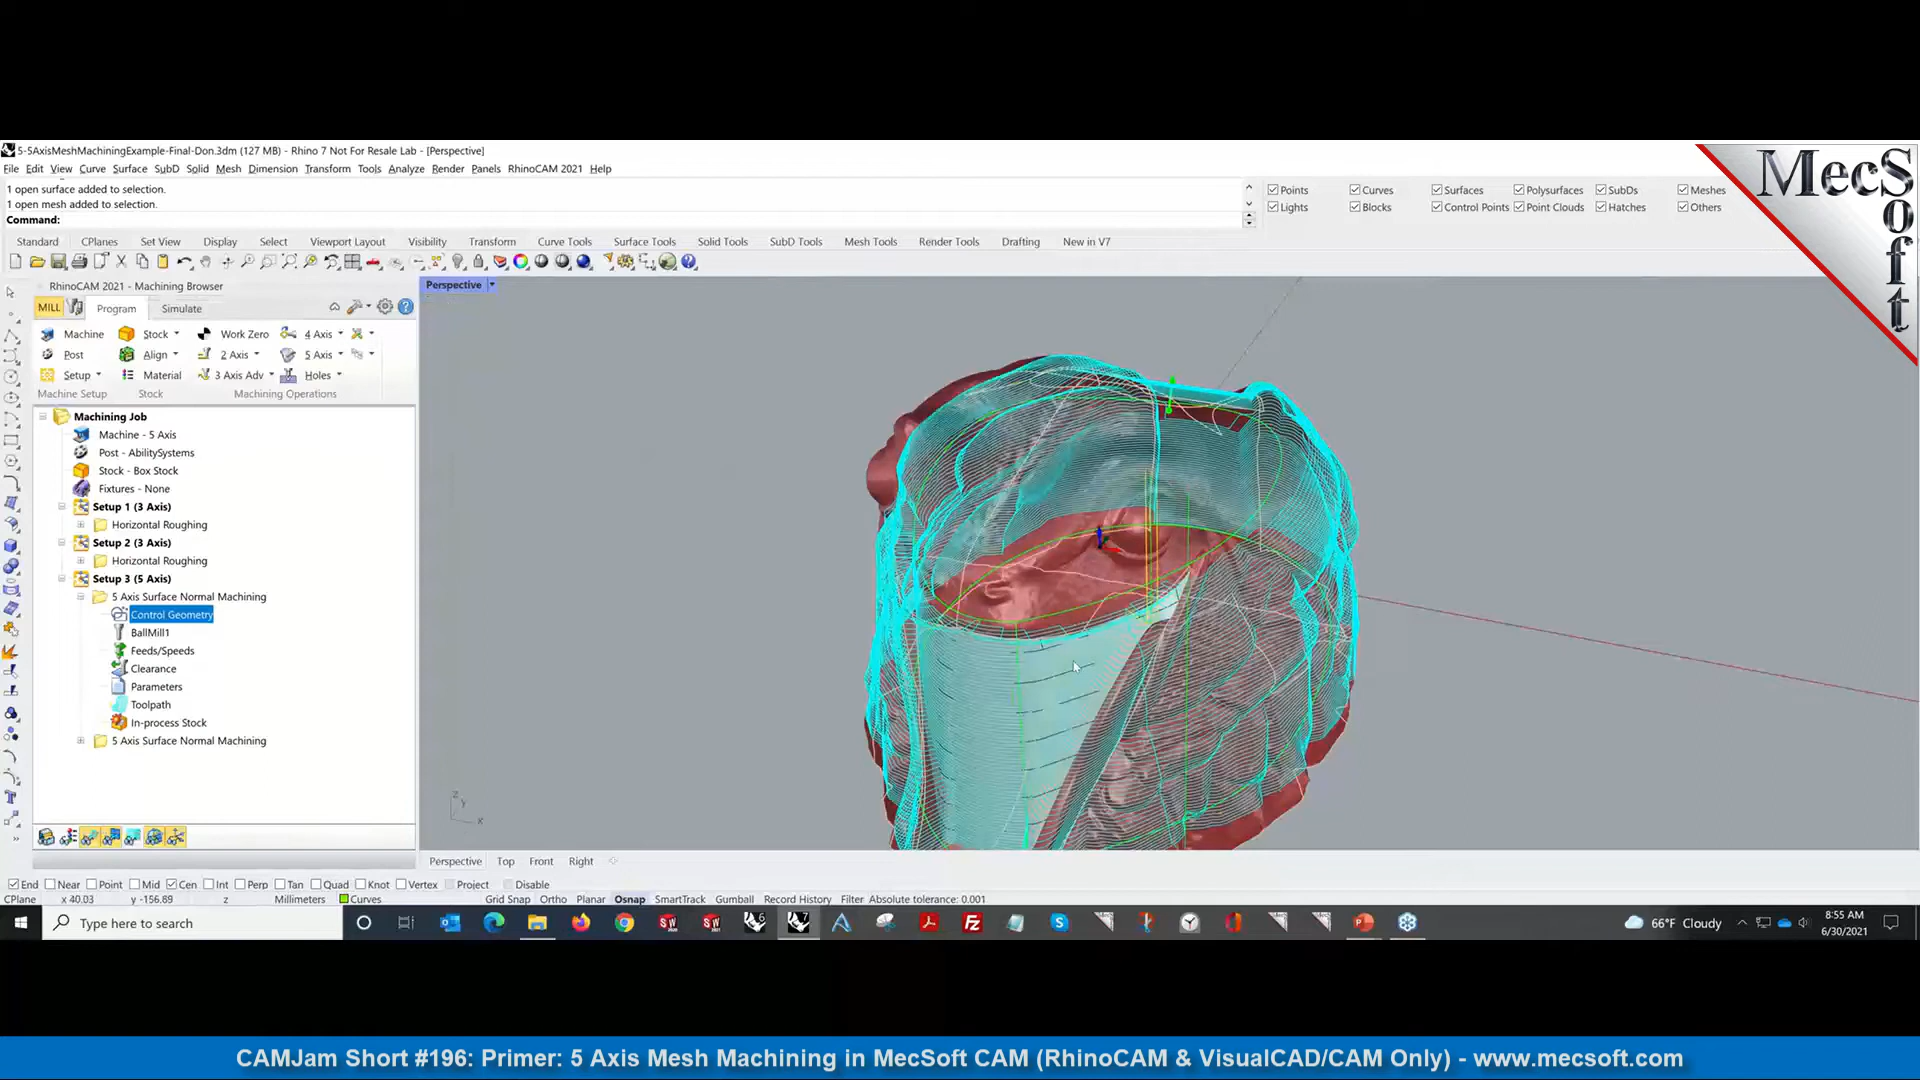 MecSoft
5-5AxisMeshMachiningExample-Final-Don.3dm (127 MB) - Rhino 7 Not For Resale Lab - [Perspective]
File Edit View Curve Surface SubD Solid Mesh Dimension Transform Tools Analyze Render Panels RhinoCAM 2021 Help
1 open surface added to selection.
1 open mesh added to selection.
Command:
Points Curves Surfaces Polysurfaces SubDs Meshes
Lights Blocks Control Points Point Clouds Hatches Others
Standard CPlanes Set View Display Select Viewport Layout Visibility Transform Curve Tools Surface Tools Solid Tools SubD Tools Mesh Tools Render Tools Drafting New in V7
RhinoCAM 2021 - Machining Browser
MILL Program Simulate
Machine Stock Work Zero 4 Axis
Post Align 2 Axis 5 Axis
Setup Material 3 Axis Adv Holes
Machine Setup Stock Machining Operations
Machining Job
Machine - 5 Axis
Post - AbilitySystems
Stock - Box Stock
Fixtures - None
Setup 1 (3 Axis)
Horizontal Roughing
Setup 2 (3 Axis)
Horizontal Roughing
Setup 3 (5 Axis)
5 Axis Surface Normal Machining
Control Geometry
BallMill1
Feeds/Speeds
Clearance
Parameters
Toolpath
In-process Stock
5 Axis Surface Normal Machining
Perspective
z y x
Perspective Top Front Right
End Near Point Mid Cen Int Perp Tan Quad Knot Vertex Project Disable
CPlane x 40.03 y -156.89 z Millimeters Curves Grid Snap Ortho Planar Osnap SmartTrack Gumball Record History Filter Absolute tolerance: 0.001
Type here to search
66°F Cloudy
8:55 AM
6/30/2021
CAMJam Short #196: Primer: 5 Axis Mesh Machining in MecSoft CAM (RhinoCAM & VisualCAD/CAM Only) - www.mecsoft.com